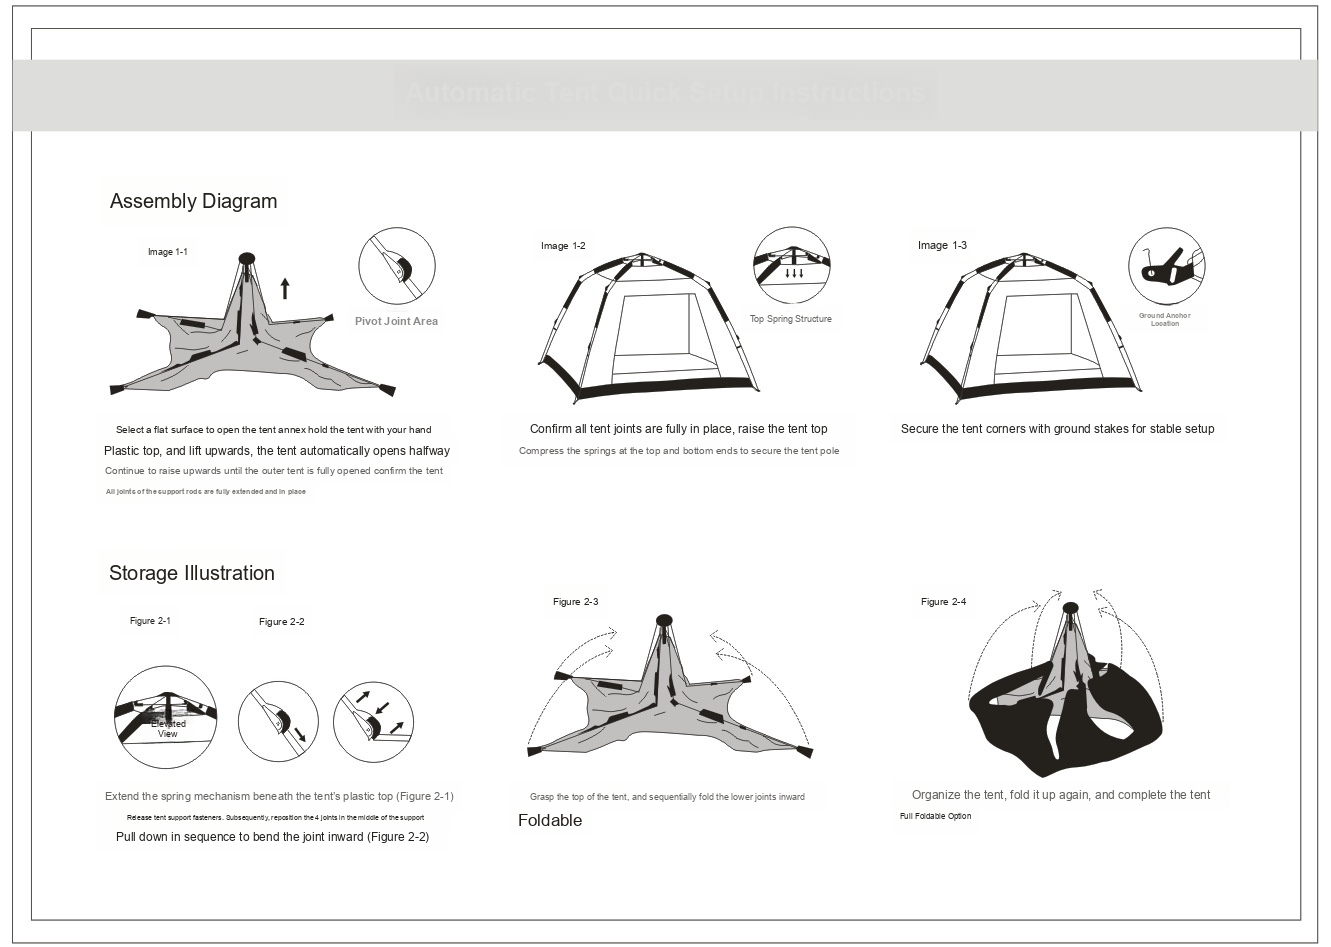 Automatic Tent Quick Setup Instructions
Assembly Diagram
Image 1-1
Pivot Joint Area
Select a flat surface to open the tent annex hold the tent with your hand
Plastic top, and lift upwards, the tent automatically opens halfway
Continue to raise upwards until the outer tent is fully opened confirm the tent
All joints of the support rods are fully extended and in place
Image 1-2
Top Spring Structure
Confirm all tent joints are fully in place, raise the tent top
Compress the springs at the top and bottom ends to secure the tent pole
Image 1-3
Ground Anchor
Location
Secure the tent corners with ground stakes for stable setup
Storage Illustration
Figure 2-1
Figure 2-2
Elevated
View
Extend the spring mechanism beneath the tent's plastic top (Figure 2-1)
Release tent support fasteners. Subsequently, reposition the 4 joints in the middle of the support
Pull down in sequence to bend the joint inward (Figure 2-2)
Figure 2-3
Grasp the top of the tent, and sequentially fold the lower joints inward
Foldable
Figure 2-4
Organize the tent, fold it up again, and complete the tent
Full Foldable Option